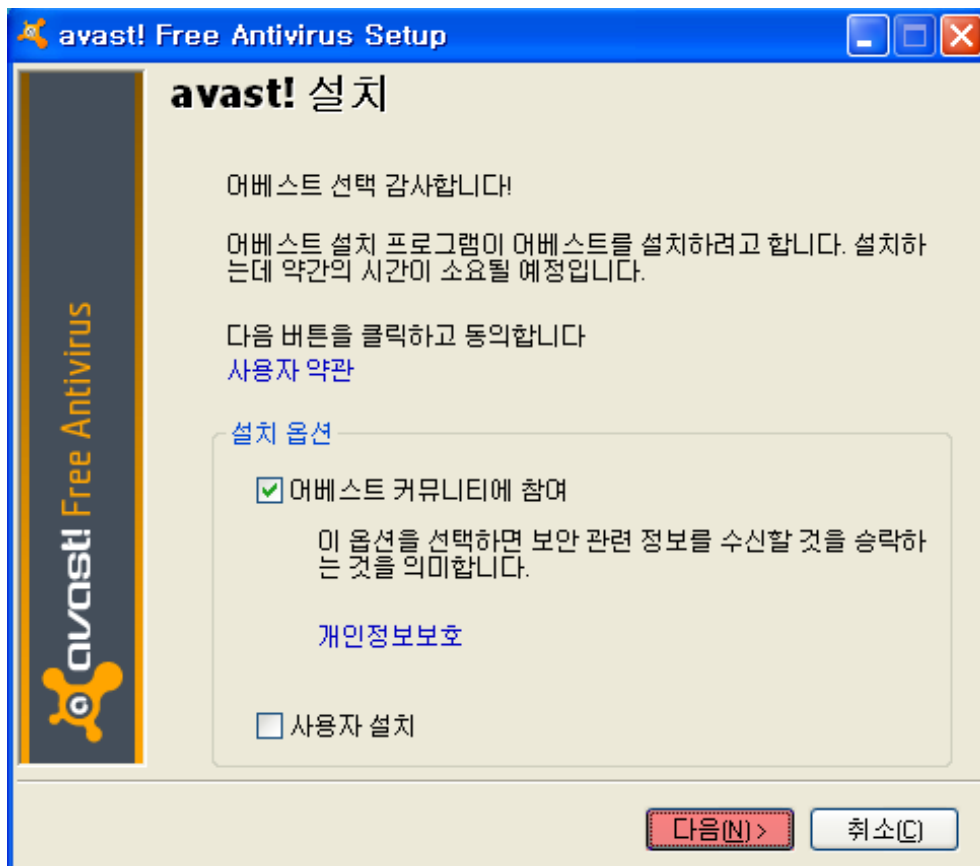 avast! Free Antivirus Setup
avast! 설치
어베스트 선택 감사합니다!
어베스트 설치 프로그램이 어베스트를 설치하려고 합니다. 설치하
는데 약간의 시간이 소요될 예정입니다.
다음 버튼을 클릭하고 동의합니다
사용자 약관
설치 옵션
어베스트 커뮤니티에 참여
이 옵션을 선택하면 보안 관련 정보를 수신할 것을 승락하
는 것을 의미합니다.
개인정보보호
사용자 설치
avast! Free Antivirus
다음(N) >
취소(C)